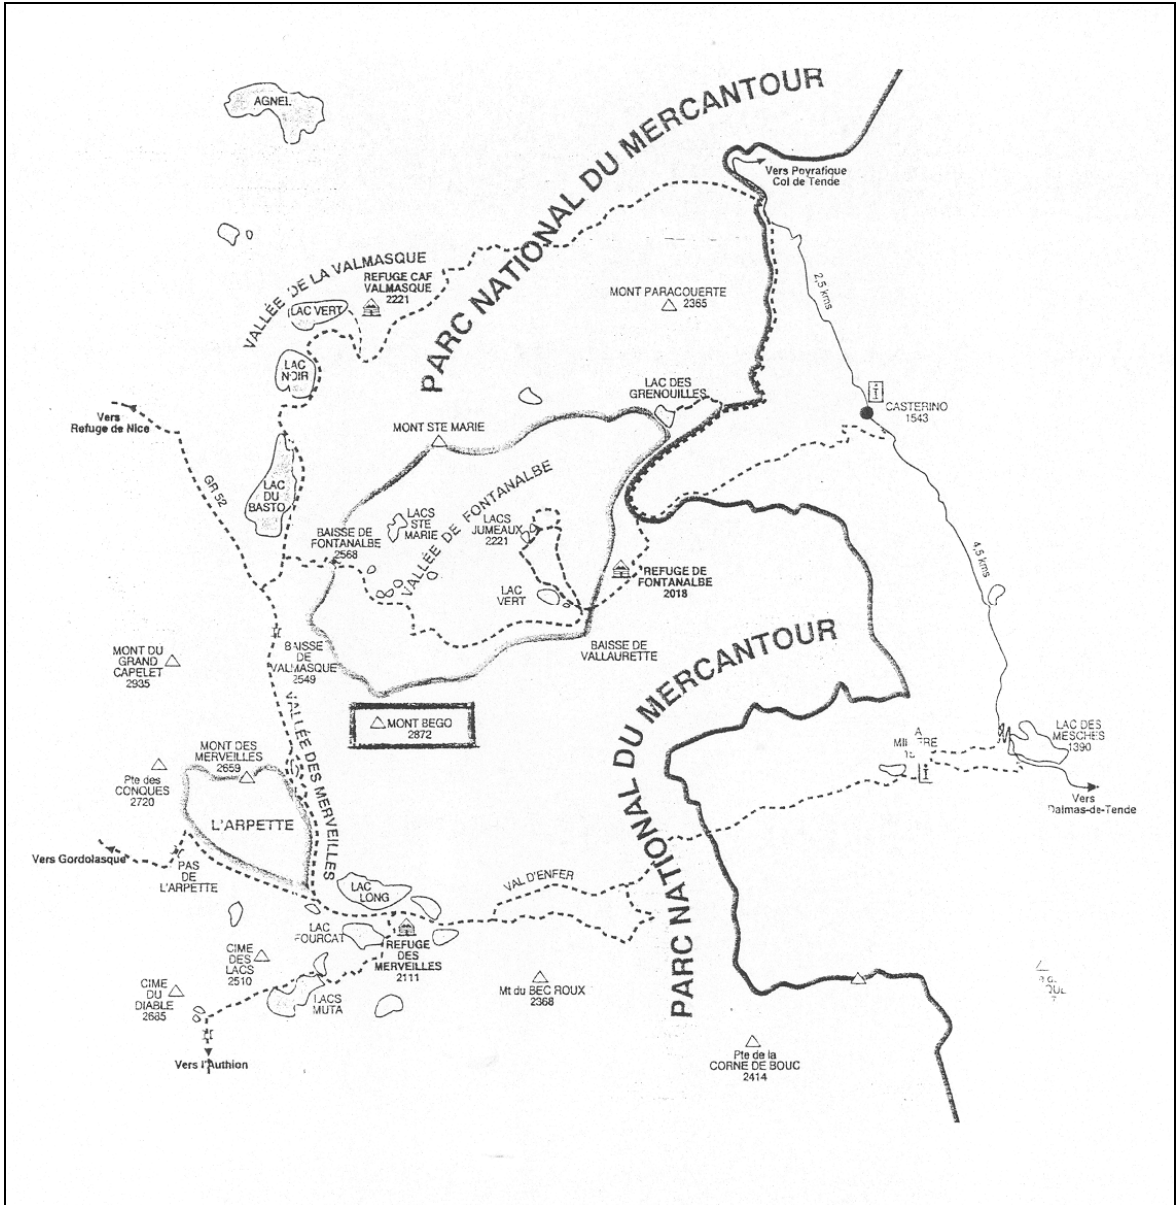 AGNEL
PARC NATIONAL DU MERCANTOUR
Vers Peyrafique
Col de Tende
VALLÉE DE LA VALMASQUE
REFUGE CAF
VALMASQUE
2221
LAC VERT
MONT PARACOUERTE
2365
2,5 kms
LAC
NOIR
LAC DES
GRENOUILLES
CASTERINO
1543
Vers
Refuge de Nice
MONT STE MARIE
GR 52
LAC
DU
BASTO
LACS
STE
MARIE
VALLÉE DE FONTANALBE
LACS
JUMEAUX
2221
BAISSE DE
FONTANALBE
2568
4,5 kms
REFUGE DE
FONTANALBE
2018
LAC
VERT
BAISSE DE
VALLAURETTE
BAISSE
DE
VALMASQUE
2549
MONT DU
GRAND
CAPELET
2935
MONT BEGO
2872
PARC NATIONAL DU MERCANTOUR
VALLÉE DES MERVEILLES
LAC DES
MESCHES
1390
MONT DES
MERVEILLES
2659
Pte des
CONQUES
2720
Vers
Dalmas-de-Tende
L'ARPETTE
Vers Gordolasque
PAS
DE
L'ARPETTE
LAC
LONG
VAL D'ENFER
LAC
FOURCAT
REFUGE
DES
MERVEILLES
2111
CIME
DES
LACS
2510
CIME
DU
DIABLE
2685
LACS
MUTA
Mt du BEC ROUX
2368
Vers l'Authion
Pte de la
CORNE DE BOUC
2414